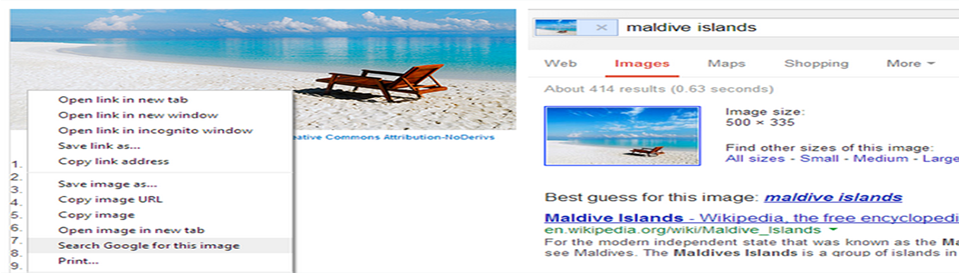 Open link in new tab
Open link in new window
Open link in incognito window
Save link as...
Copy link address
Save image as...
Copy image URL
Copy image
Open image in new tab
Search Google for this image
Print...
Commons Attribution-NoDerivs
1.
2.
3.
4.
5.
6.
7.
8.
9.
maldive islands
Web Images Maps Shopping More
About 414 results (0.63 seconds)
Image size:
500 × 335
Find other sizes of this image:
All sizes - Small - Medium - Large
Best guess for this image: maldive islands
Maldive Islands - Wikipedia, the free encyclopedi
en.wikipedia.org/wiki/Maldive_Islands
For the modern independent state that was known as the Ma
see Maldives. The Maldives Islands is a group of islands in